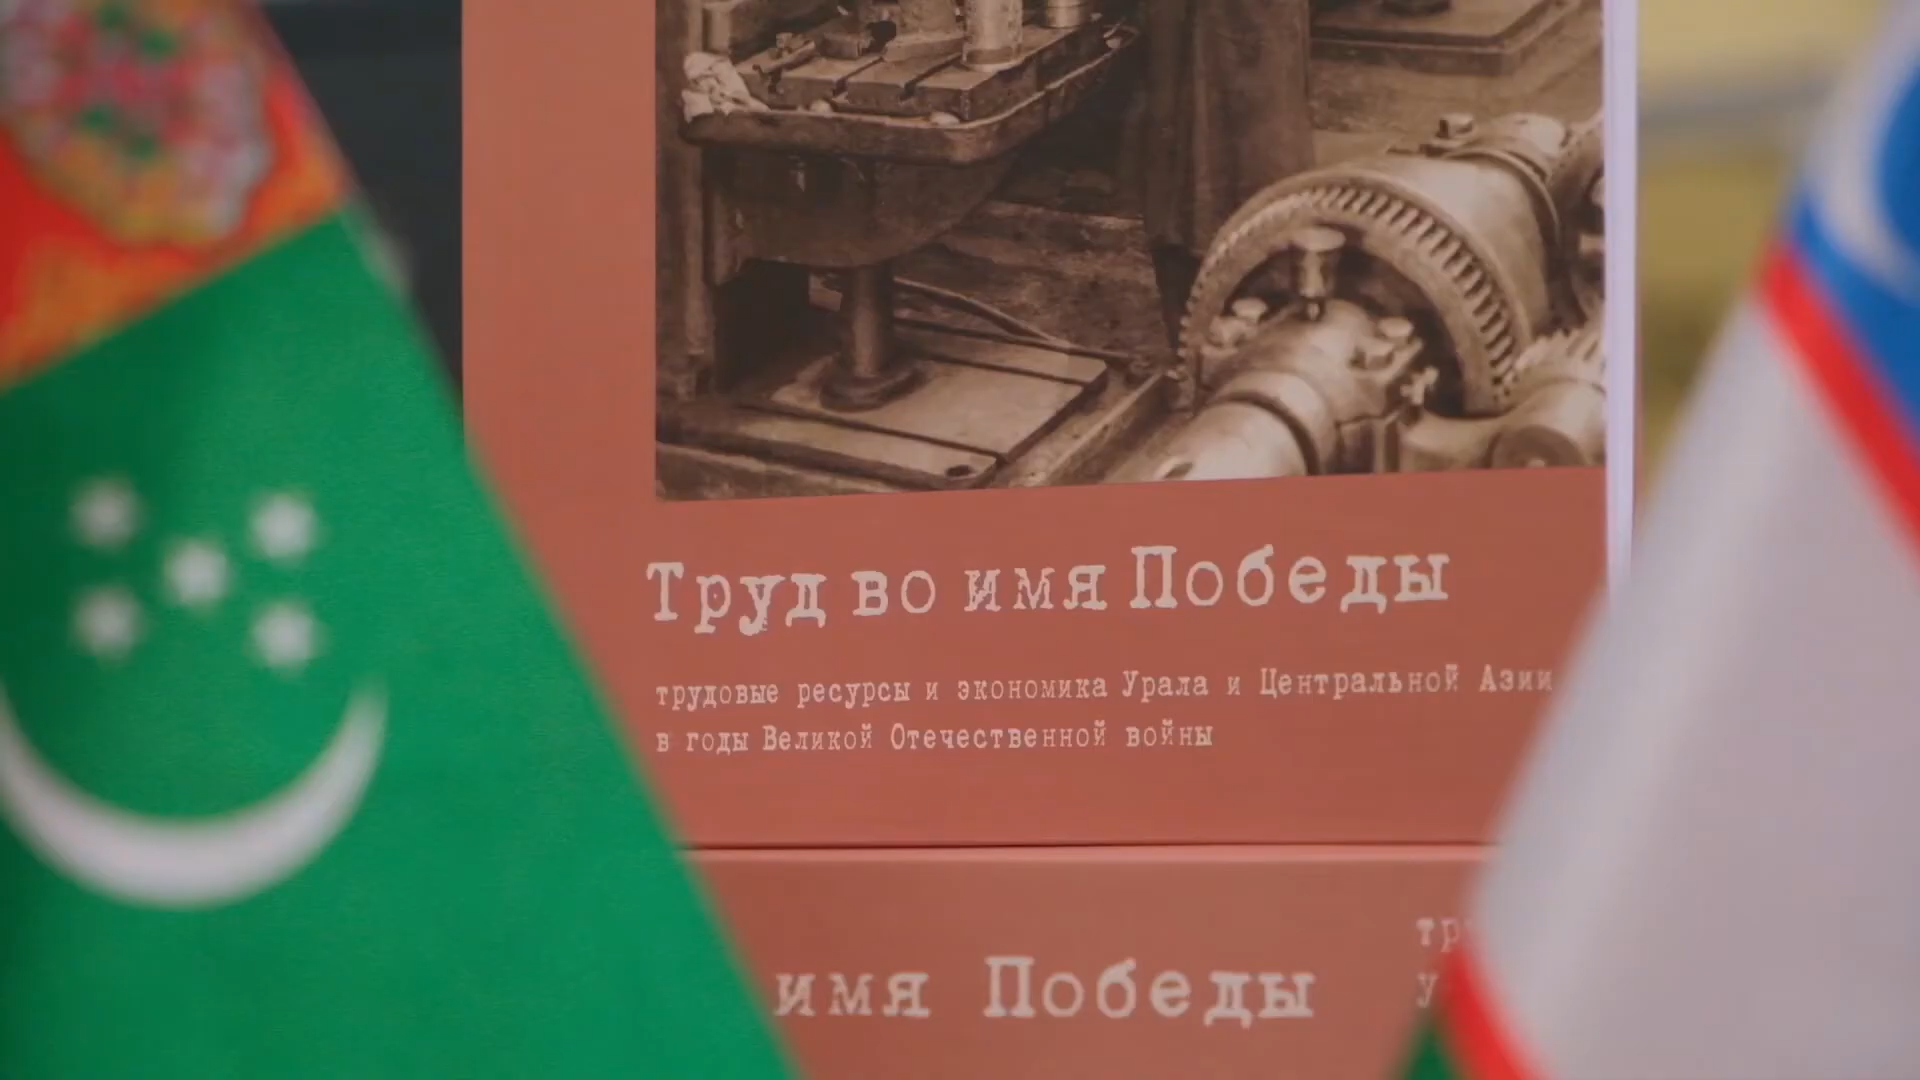 Труд во имя Победы
трудовые ресурсы и экономика Урала и Центральной Азии
в годы Великой Отечественной войны
имя Победы